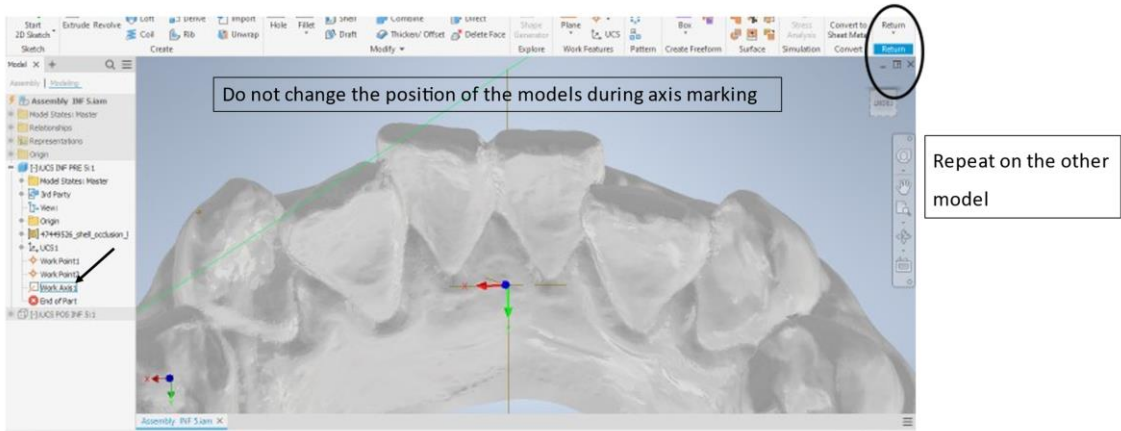 Loft Derive Import Shell Combine Direct
Start Extrude Revolve Hole Fillet Shape Plane Box Stress Convert to Return
2D Sketch Coil Rib Unwrap Draft Thicken/ Offset Delete Face Generator UCS Analysis Sheet Metal
Sketch Create Modify Explore Work Features Pattern Create Freeform Surface Simulation Convert Return
Model × +
Assembly | Modeling
Assembly INF 5.iam
Model States: Master
Relationships
Representations
Origin
[-]UCS INF PRE 5:1
Model States: Master
3rd Party
View:
Origin
47449526_shell_occlusion_l
UCS1
Work Point1
Work Point2
Work Axis1
End of Part
[-]UCS POS INF 5:1
Do not change the position of the models during axis marking
Repeat on the other
model
X
X
Assembly INF 5.iam ×